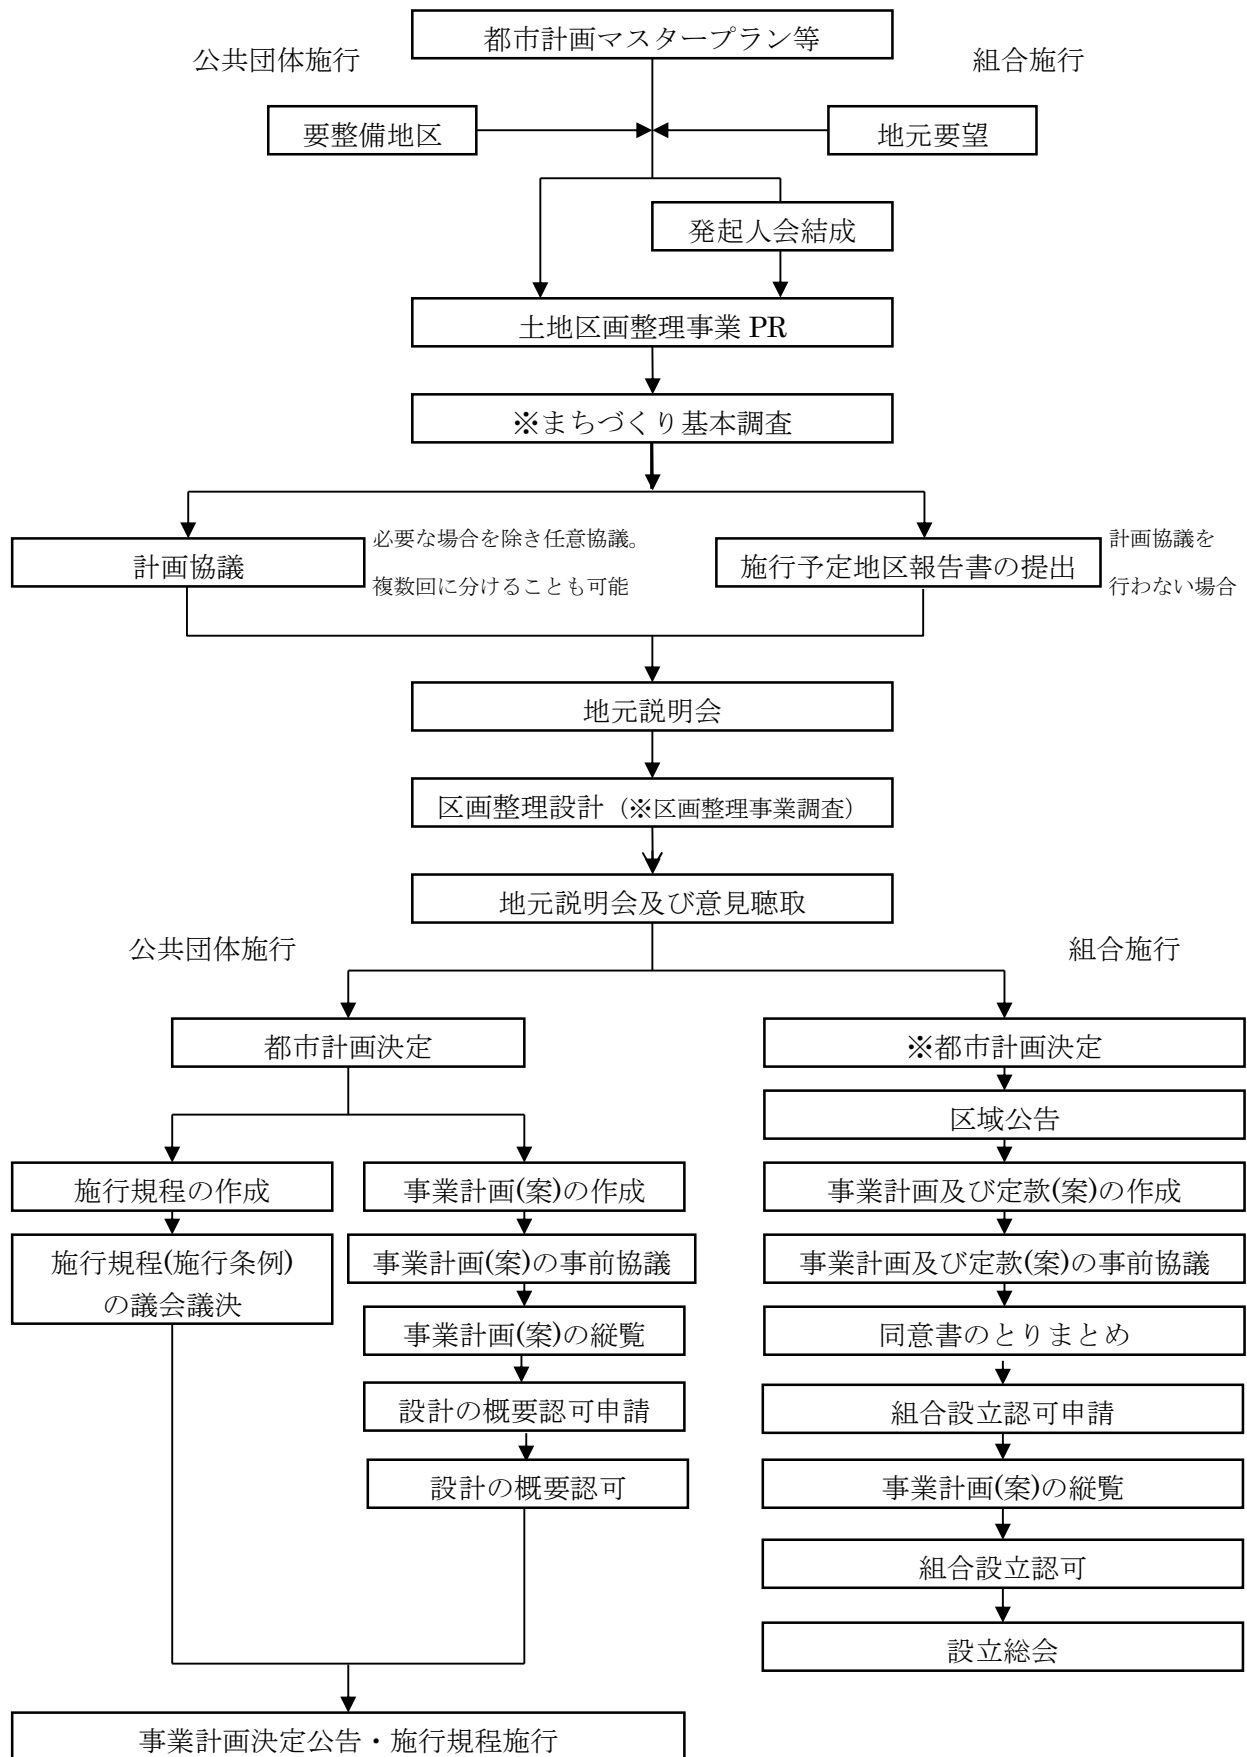 都市計画マスタープラン等
公共団体施行
組合施行
要整備地区
地元要望
発起人会結成
土地区画整理事業 PR
※まちづくり基本調査
計画協議
必要な場合を除き任意協議。
複数回に分けることも可能
施行予定地区報告書の提出
計画協議を
行わない場合
地元説明会
区画整理設計（※区画整理事業調査）
地元説明会及び意見聴取
公共団体施行
組合施行
都市計画決定
※都市計画決定
区域公告
施行規程の作成
事業計画(案)の作成
事業計画及び定款(案)の作成
施行規程(施行条例)
の議会議決
事業計画(案)の事前協議
事業計画及び定款(案)の事前協議
事業計画(案)の縦覧
同意書のとりまとめ
設計の概要認可申請
組合設立認可申請
設計の概要認可
事業計画(案)の縦覧
組合設立認可
設立総会
事業計画決定公告・施行規程施行